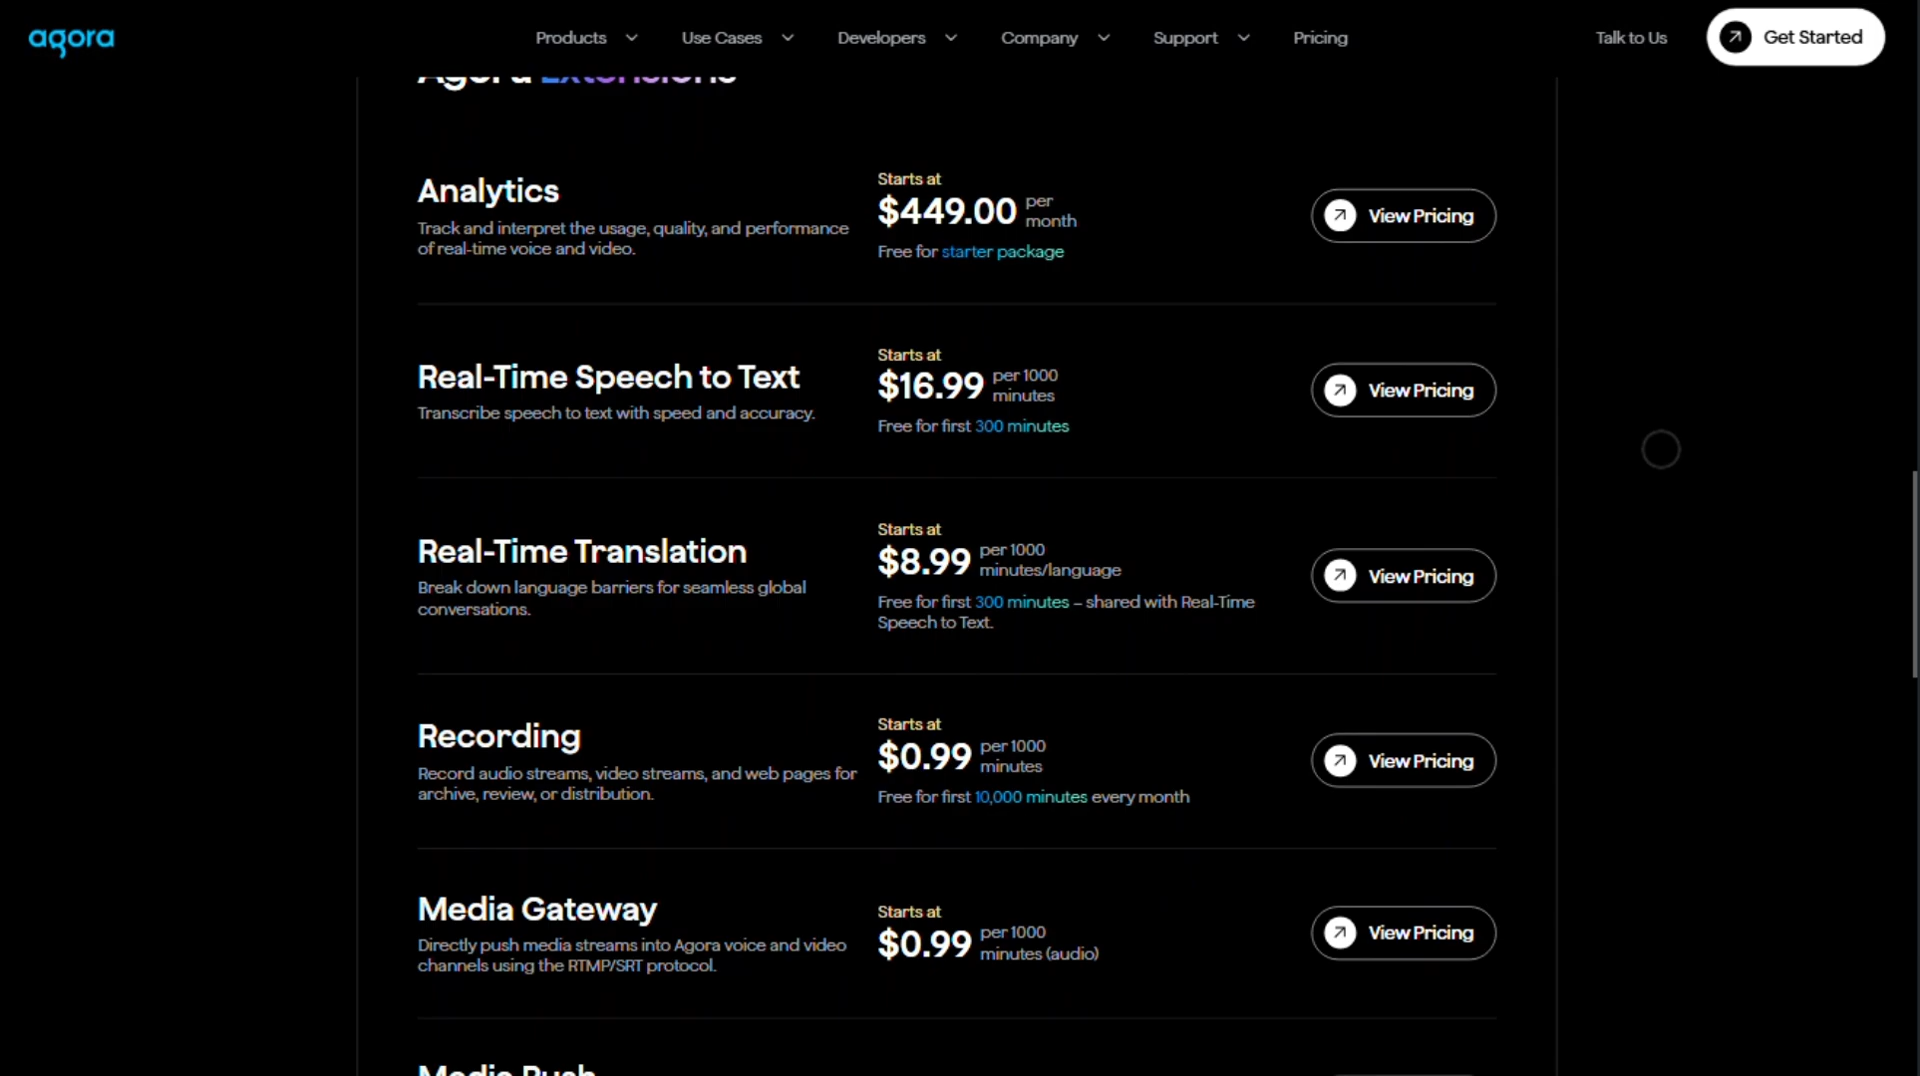 agora
Products
Use Cases
Developers
Company
Support
Pricing
Talk to Us
Get Started
Agora Extensions
Analytics
Track and interpret the usage, quality, and performance
of real-time voice and video.
Starts at
$449.00 per
month
Free for starter package
View Pricing
Real-Time Speech to Text
Transcribe speech to text with speed and accuracy.
Starts at
$16.99 per 1000
minutes
Free for first 300 minutes
View Pricing
Real-Time Translation
Break down language barriers for seamless global
conversations.
Starts at
$8.99 per 1000
minutes/language
Free for first 300 minutes – shared with Real-Time
Speech to Text.
View Pricing
Recording
Record audio streams, video streams, and web pages for
archive, review, or distribution.
Starts at
$0.99 per 1000
minutes
Free for first 10,000 minutes every month
View Pricing
Media Gateway
Directly push media streams into Agora voice and video
channels using the RTMP/SRT protocol.
Starts at
$0.99 per 1000
minutes (audio)
View Pricing
Media Push